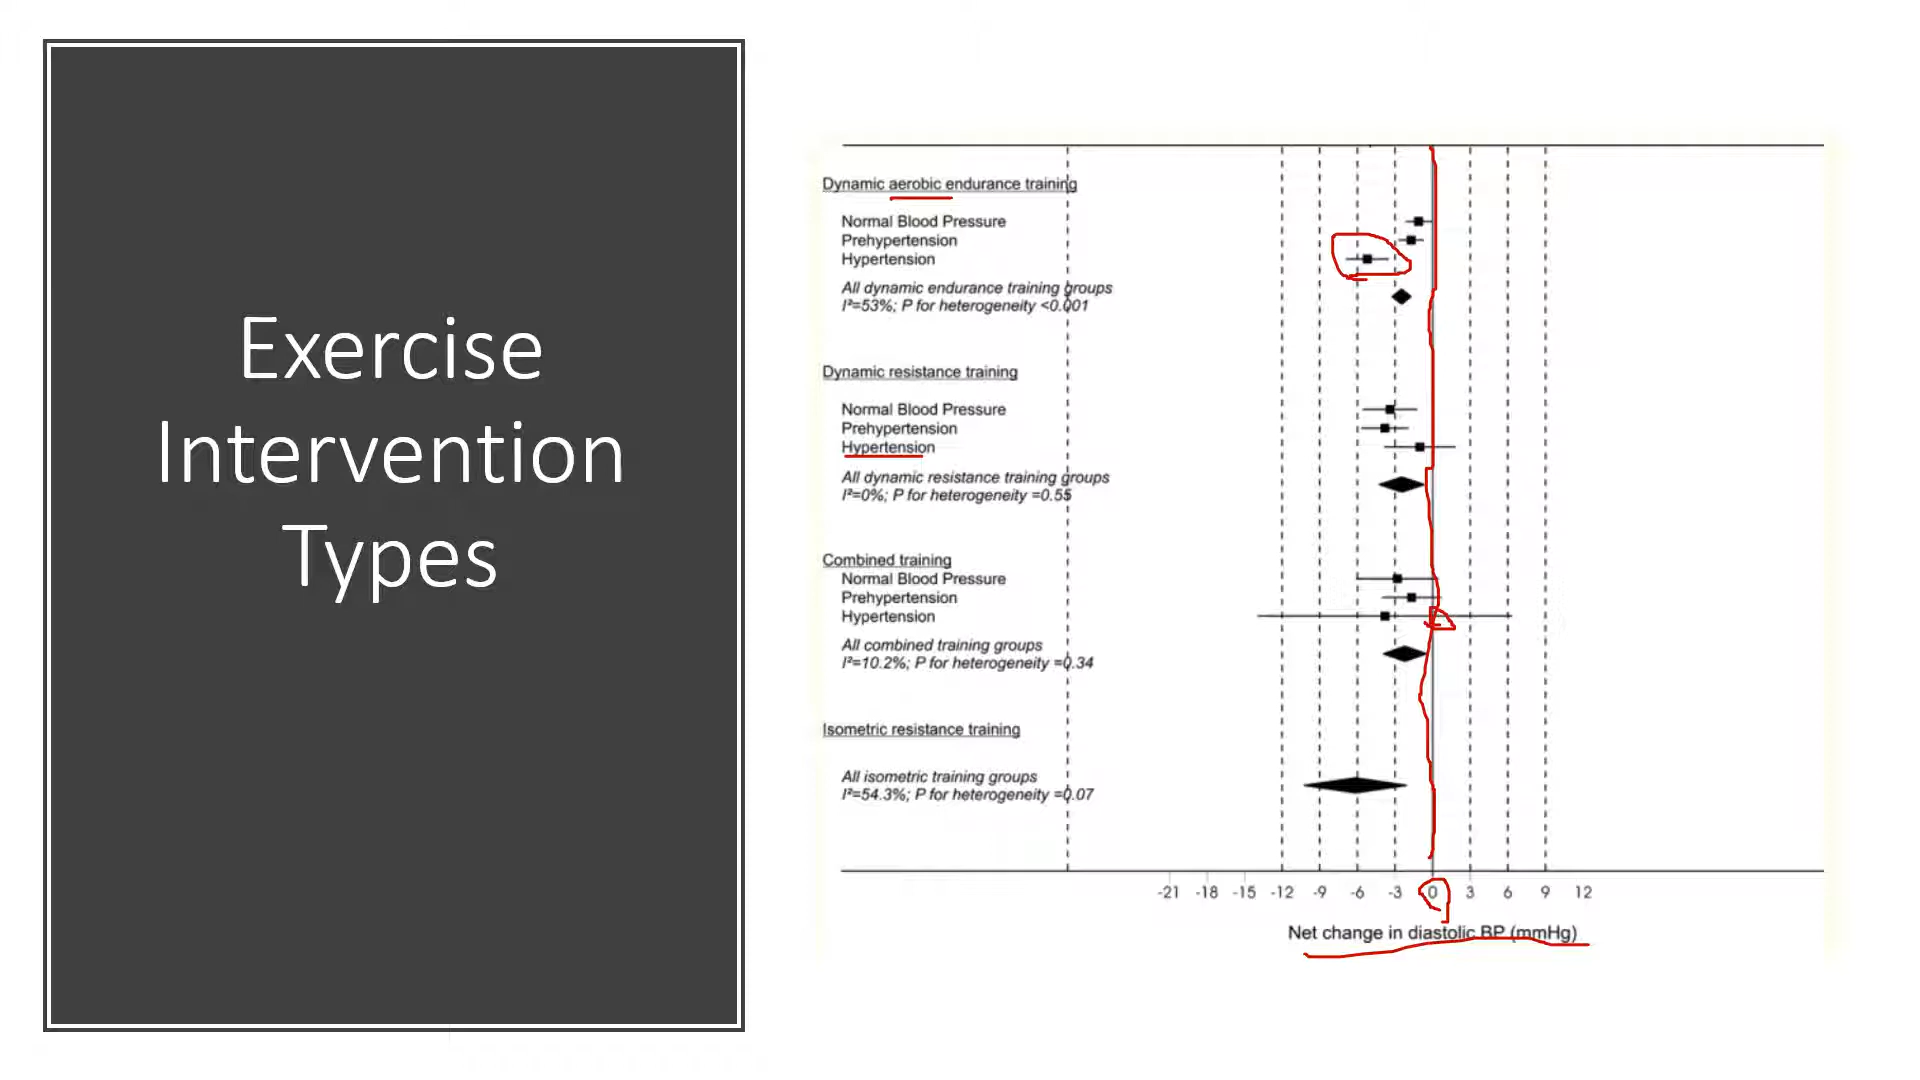 Exercise
Intervention
Types
Dynamic aerobic endurance training
Normal Blood Pressure
Prehypertension
Hypertension
All dynamic endurance training groups
I²=53%; P for heterogeneity <0.001
Dynamic resistance training
Normal Blood Pressure
Prehypertension
Hypertension
All dynamic resistance training groups
I²=0%; P for heterogeneity =0.55
Combined training
Normal Blood Pressure
Prehypertension
Hypertension
All combined training groups
I²=10.2%; P for heterogeneity =0.34
Isometric resistance training
All isometric training groups
I²=54.3%; P for heterogeneity =0.07
-21 -18 -15 -12 -9 -6 -3 0 3 6 9 12
Net change in diastolic BP (mmHg)